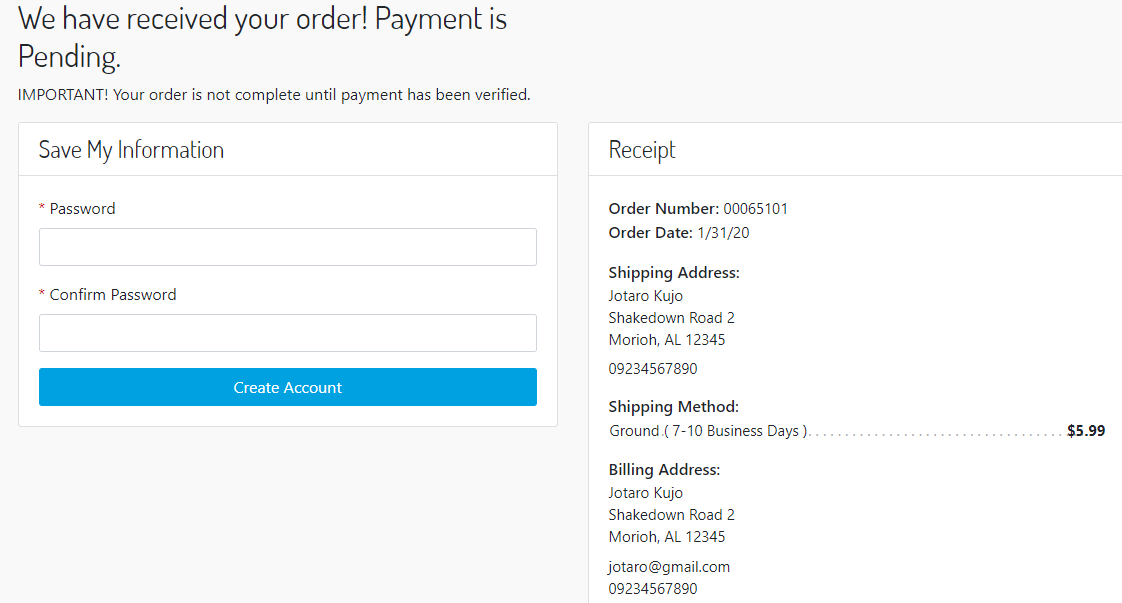 We have received your order! Payment is
Pending.
IMPORTANT! Your order is not complete until payment has been verified.
Save My Information
* Password
* Confirm Password
Create Account
Receipt
Order Number: 00065101
Order Date: 1/31/20
Shipping Address:
Jotaro Kujo
Shakedown Road 2
Morioh, AL 12345
09234567890
Shipping Method:
Ground ( 7-10 Business Days ) . . . . . . . . . . . . . . . . . . . . . . . . . . . . . . . . . . . $5.99
Billing Address:
Jotaro Kujo
Shakedown Road 2
Morioh, AL 12345
jotaro@gmail.com
09234567890